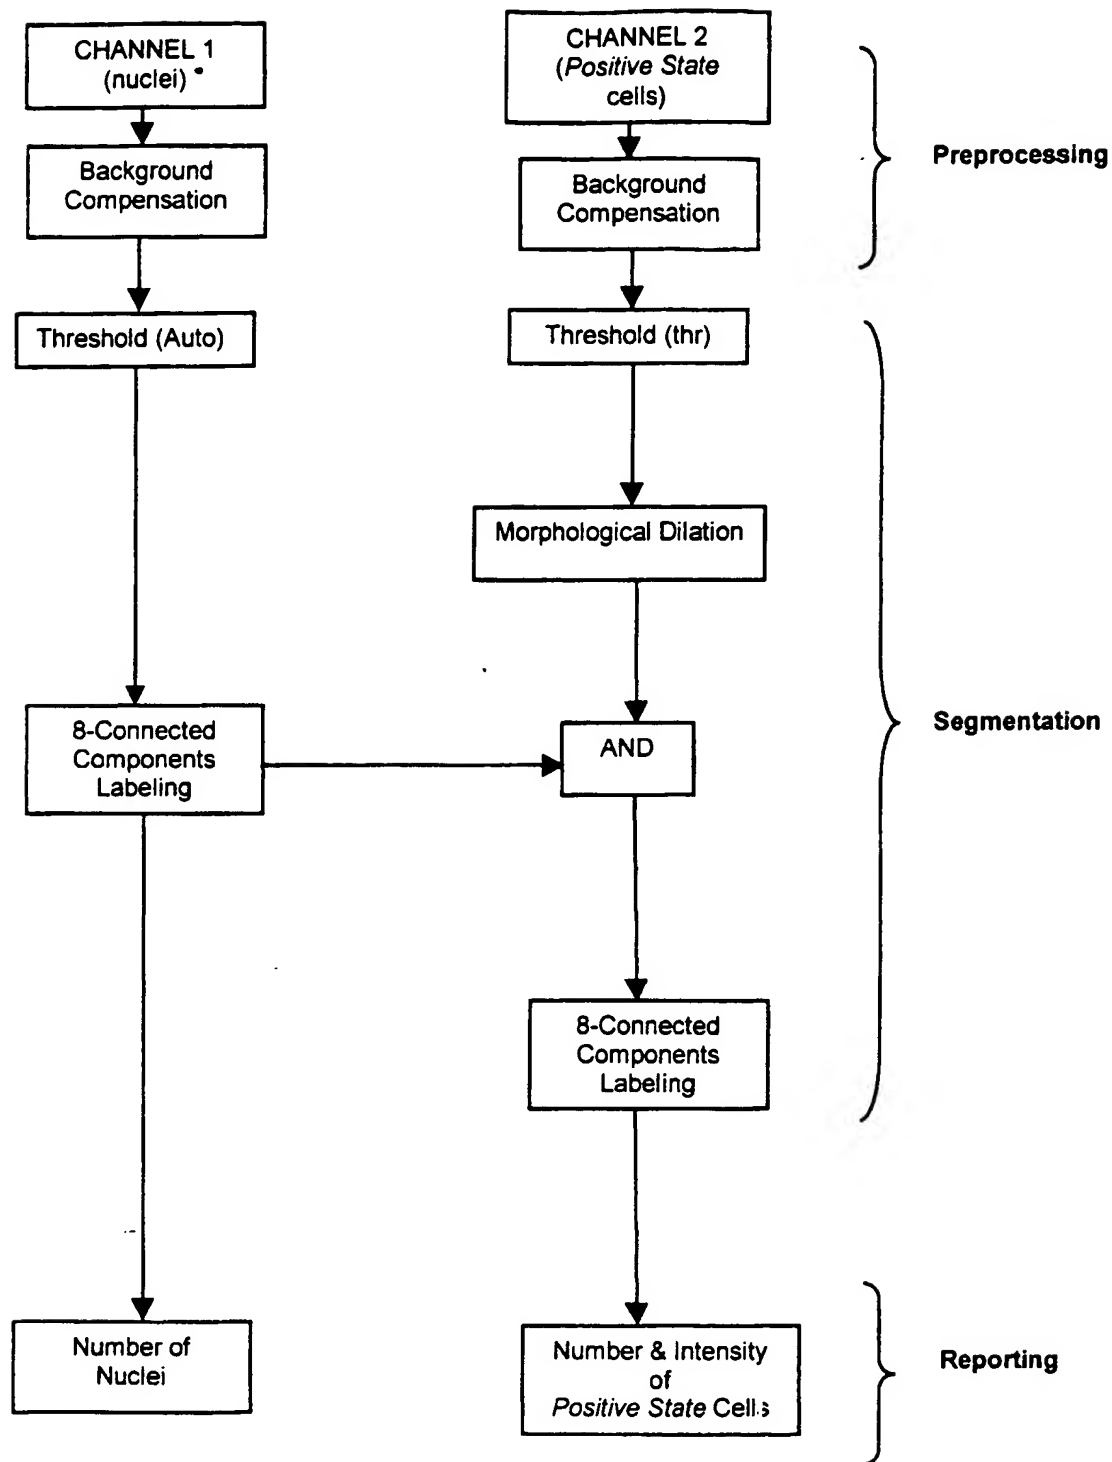 CHANNEL 1
(nuclei)
CHANNEL 2
(Positive State
cells)
Background
Compensation
Background
Compensation
Preprocessing
Threshold (Auto)
Threshold (thr)
Morphological Dilation
8-Connected
Components
Labeling
AND
Segmentation
8-Connected
Components
Labeling
Number of
Nuclei
Number & Intensity
of
Positive State Cells
Reporting